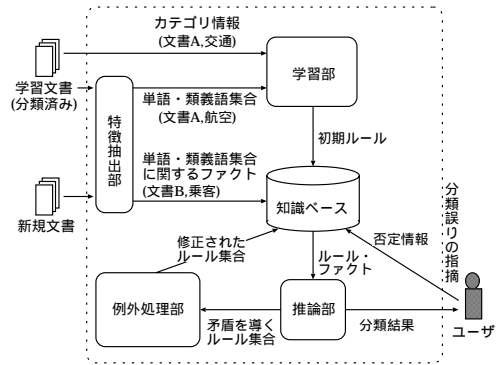 カテゴリ情報
(文書A,交通)
学習文書
(分類済み)
学習部
特徴抽出部
単語・類義語集合
(文書A,航空)
初期ルール
単語・類義語集合
に関するファクト
(文書B,乗客)
新規文書
知識ベース
分類誤りの指摘
修正された
ルール集合
否定情報
ルール・
ファクト
例外処理部
矛盾を導く
ルール集合
推論部
分類結果
ユーザ